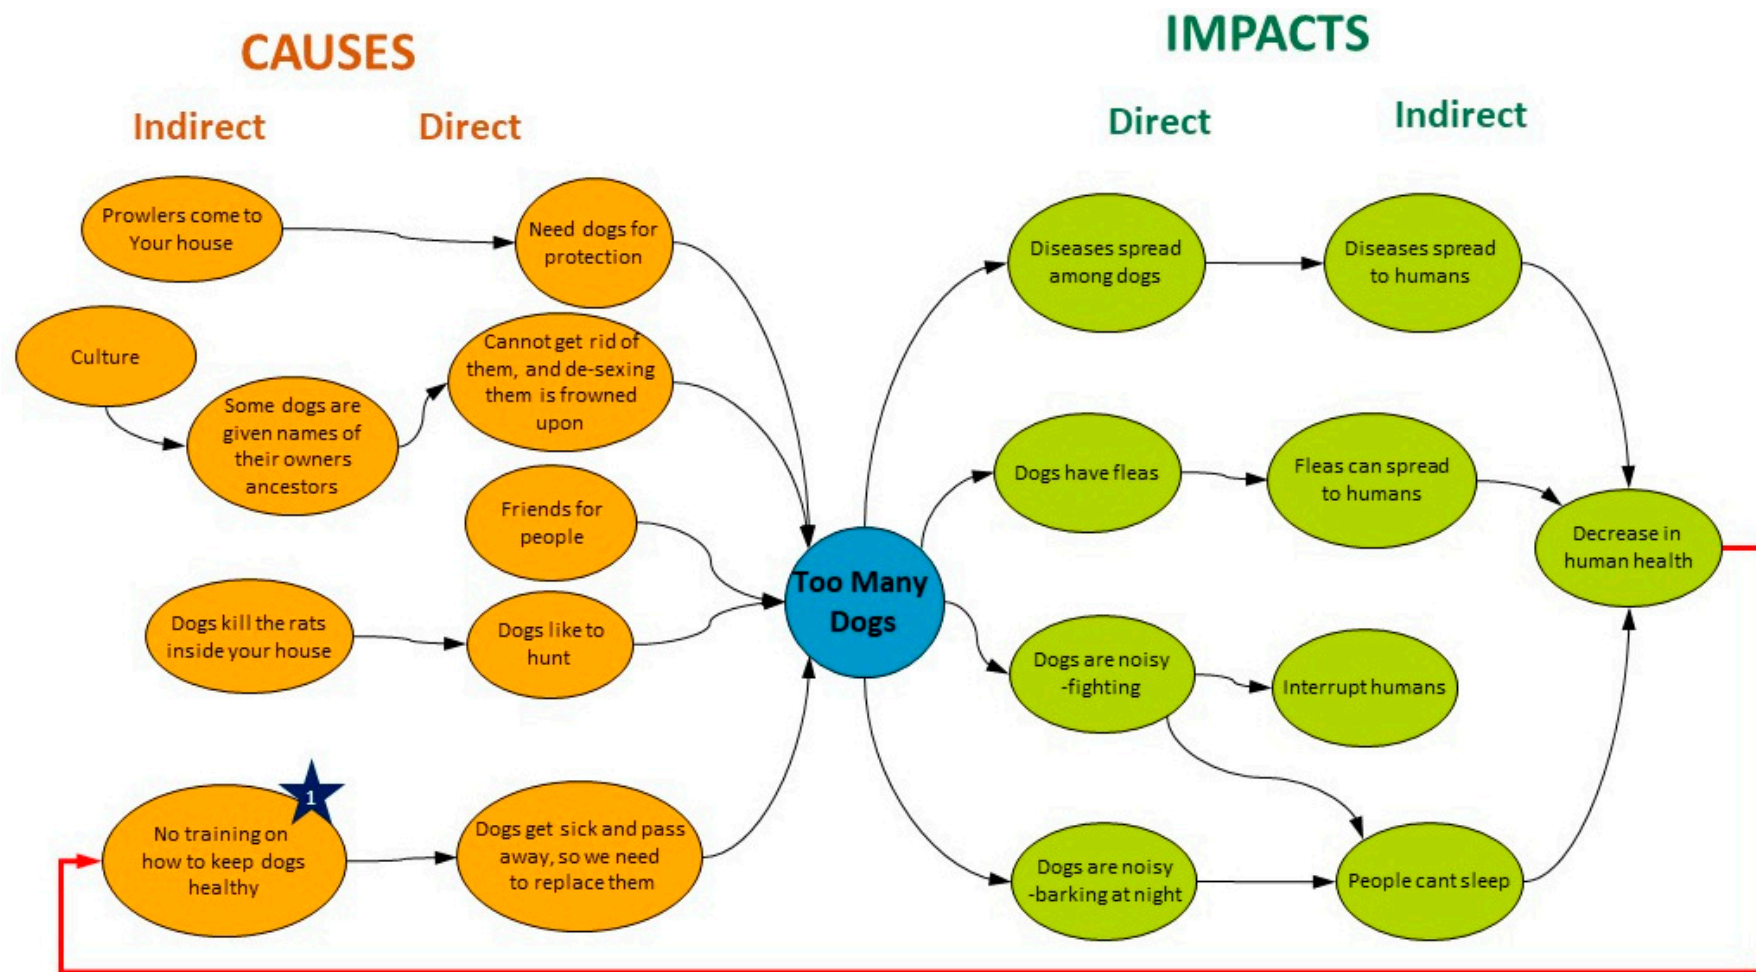 CAUSES
IMPACTS
Indirect
Direct
Direct
Indirect
Prowlers come to
Your house
Need dogs for
protection
Culture
Some dogs are
given names of
their owners
ancestors
Cannot get rid of
them, and de-sexing
them is frowned
upon
Friends for
people
Dogs kill the rats
inside your house
Dogs like to
hunt
1
No training on
how to keep dogs
healthy
Dogs get sick and pass
away, so we need
to replace them
Too Many
Dogs
Diseases spread
among dogs
Diseases spread
to humans
Dogs have fleas
Fleas can spread
to humans
Decrease in
human health
Dogs are noisy
-fighting
Interrupt humans
Dogs are noisy
-barking at night
People cant sleep